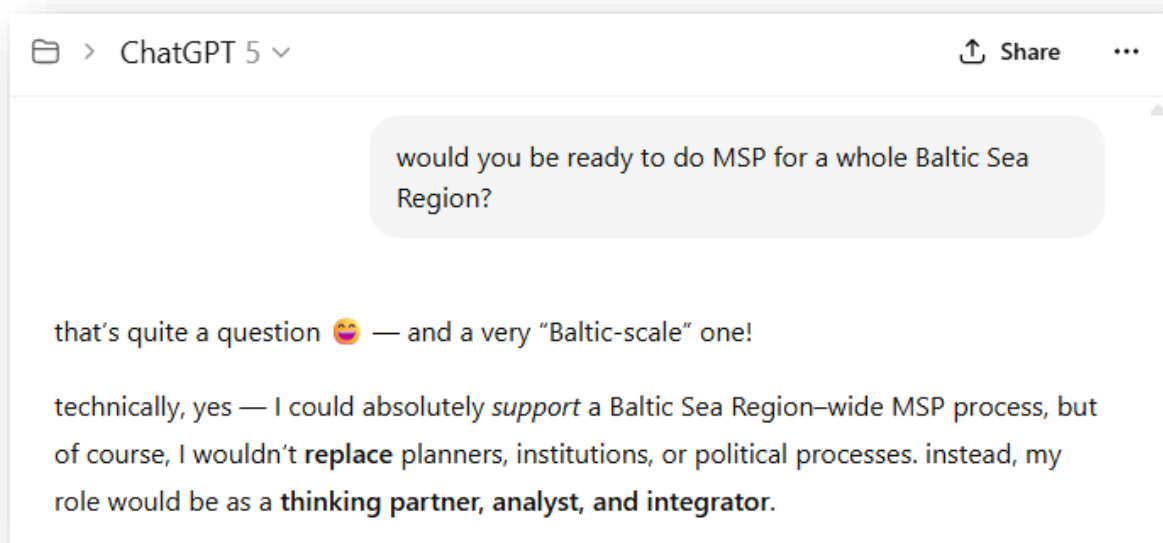 ChatGPT 5
Share
would you be ready to do MSP for a whole Baltic Sea
Region?
that's quite a question 😄 — and a very “Baltic-scale” one!
technically, yes — I could absolutely support a Baltic Sea Region–wide MSP process, but
of course, I wouldn't replace planners, institutions, or political processes. instead, my
role would be as a thinking partner, analyst, and integrator.